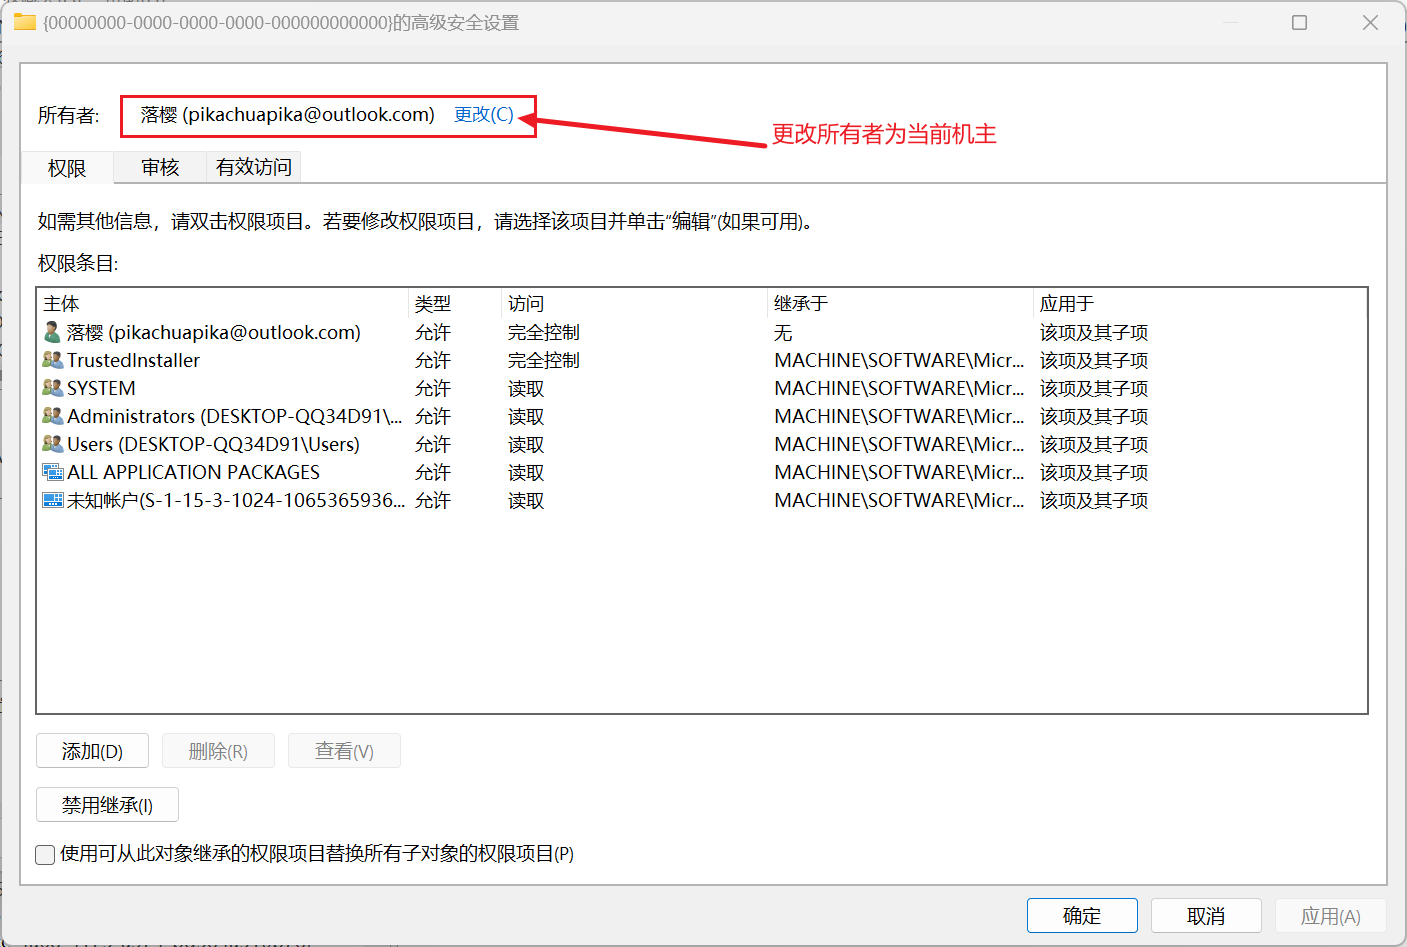 {00000000-0000-0000-0000-000000000000}的高级安全设置
所有者:
落樱 (pikachuapika@outlook.com) 更改(C)
更改所有者为当前机主
权限 审核 有效访问
如需其他信息，请双击权限项目。若要修改权限项目，请选择该项目并单击“编辑”(如果可用)。
权限条目:
主体 类型 访问 继承于 应用于
落樱 (pikachuapika@outlook.com) 允许 完全控制 无 该项及其子项
TrustedInstaller 允许 完全控制 MACHINE\SOFTWARE\Micr... 该项及其子项
SYSTEM 允许 读取 MACHINE\SOFTWARE\Micr... 该项及其子项
Administrators (DESKTOP-QQ34D91\... 允许 读取 MACHINE\SOFTWARE\Micr... 该项及其子项
Users (DESKTOP-QQ34D91\Users) 允许 读取 MACHINE\SOFTWARE\Micr... 该项及其子项
ALL APPLICATION PACKAGES 允许 读取 MACHINE\SOFTWARE\Micr... 该项及其子项
未知帐户(S-1-15-3-1024-1065365936... 允许 读取 MACHINE\SOFTWARE\Micr... 该项及其子项
添加(D) 删除(R) 查看(V)
禁用继承(I)
使用可从此对象继承的权限项目替换所有子对象的权限项目(P)
确定 取消 应用(A)